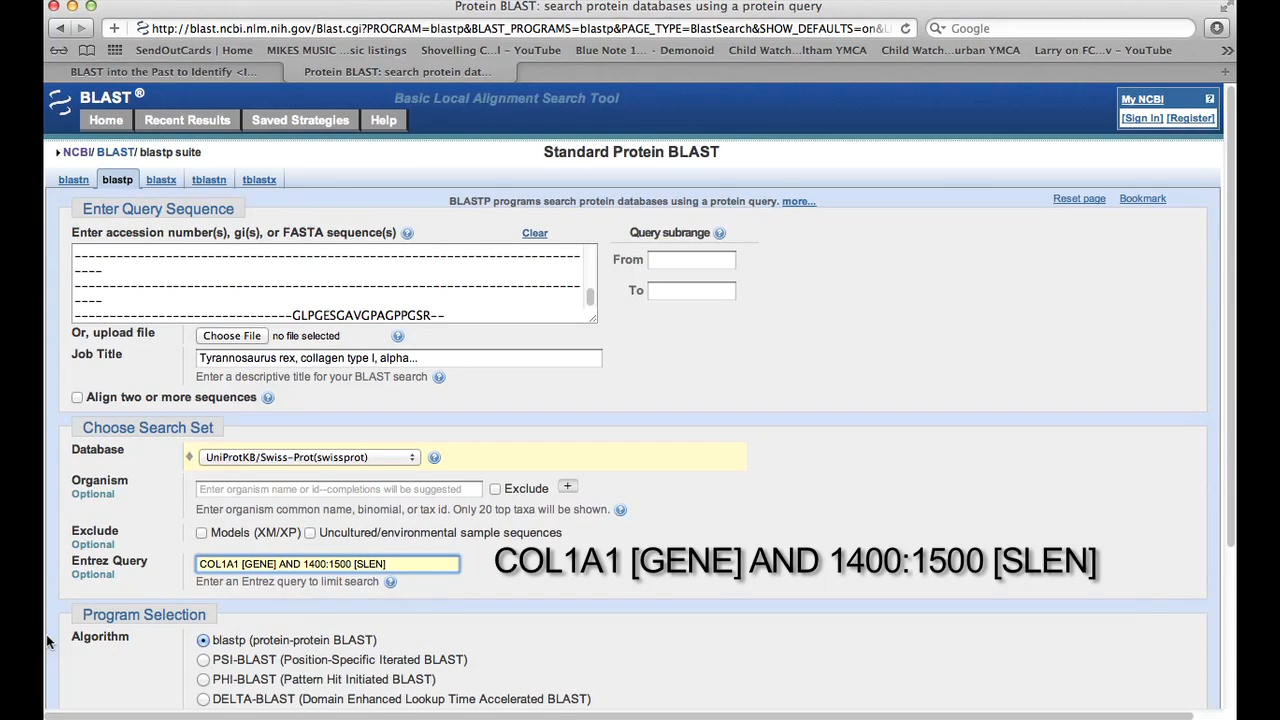 Protein BLAST: search protein databases using a protein query
http://blast.ncbi.nlm.nih.gov/Blast.cgi?PROGRAM=blastp&BLAST_PROGRAMS=blastp&PAGE_TYPE=BlastSearch&SHOW_DEFAULTS=on&
Google
SendOutCards | Home MIKES MUSIC ...sic listings Shovelling C...l - YouTube Blue Note 1... - Demonoid Child Watch...ltham YMCA Child Watch...urban YMCA Larry on FC...v - YouTube
BLAST into the Past to Identify <I... Protein BLAST: search protein dat...
BLAST ® Basic Local Alignment Search Tool
My NCBI ?
[Sign In] [Register]
Home Recent Results Saved Strategies Help
NCBI/ BLAST/ blastp suite Standard Protein BLAST
blastn blastp blastx tblastn tblastx
BLASTP programs search protein databases using a protein query. more... Reset page Bookmark
Enter Query Sequence
Enter accession number(s), gi(s), or FASTA sequence(s) ? Clear Query subrange ?
--------------------------------------------------------------------------------
----
--------------------------------------------------------------------------------
----
----------------------------------GLPGESGAVGPAGPPGSR--
From
To
Or, upload file Choose File no file selected ?
Job Title Tyrannosaurus rex, collagen type I, alpha...
Enter a descriptive title for your BLAST search ?
Align two or more sequences ?
Choose Search Set
Database UniProtKB/Swiss-Prot(swissprot) ?
Organism
Optional
Enter organism name or id--completions will be suggested Exclude +
Enter organism common name, binomial, or tax id. Only 20 top taxa will be shown. ?
Exclude
Optional
Models (XM/XP) Uncultured/environmental sample sequences
Entrez Query
Optional
COL1A1 [GENE] AND 1400:1500 [SLEN]
COL1A1 [GENE] AND 1400:1500 [SLEN]
Enter an Entrez query to limit search ?
Program Selection
Algorithm
blastp (protein-protein BLAST)
PSI-BLAST (Position-Specific Iterated BLAST)
PHI-BLAST (Pattern Hit Initiated BLAST)
DELTA-BLAST (Domain Enhanced Lookup Time Accelerated BLAST)